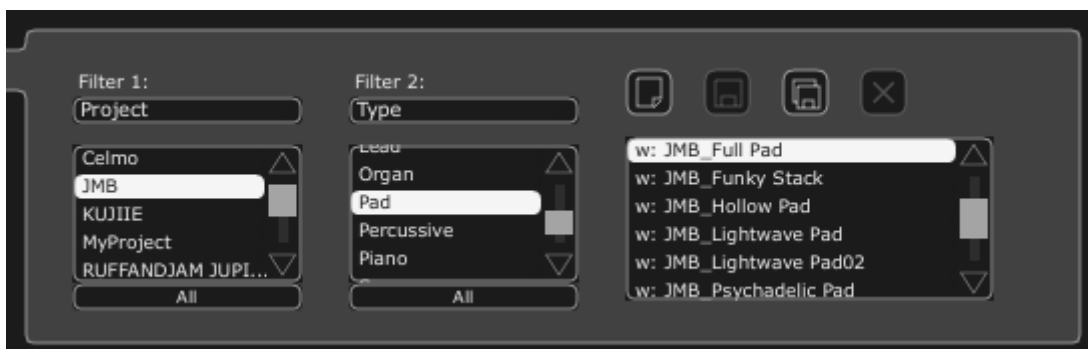 Filter 1:
Project
Celmo
JMB
KUJIIE
MyProject
RUFFANDJAM JUPI...
All
Filter 2:
Type
Lead
Organ
Pad
Percussive
Piano
All
w: JMB_Full Pad
w: JMB_Funky Stack
w: JMB_Hollow Pad
w: JMB_Lightwave Pad
w: JMB_Lightwave Pad02
w: JMB_Psychadelic Pad